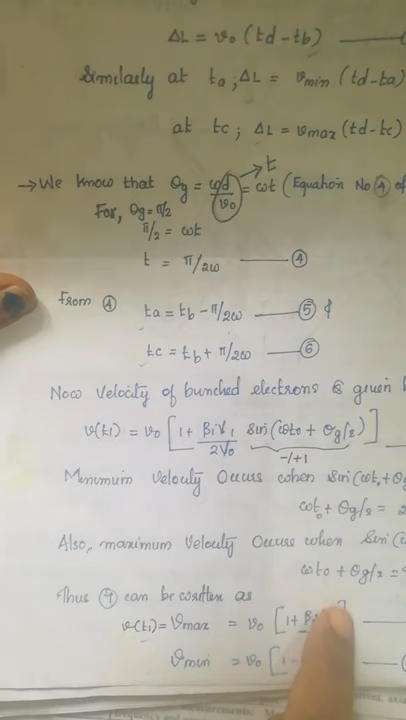 ΔL = v₀ (td - tb)
Similarly at ta ; ΔL = vmin (td - ta)
at tc ; ΔL = vmax (td - tc)
t
→ We know that θg = ωd/v₀ = ωt (Equation No ④ of
For, θg = π/2
π/2 = ωt
t = π/2ω ④
From ④
ta = tb - π/2ω ⑤ &
tc = tb + π/2ω ⑥
Now Velocity of bunched electrons is given
v(t1) = v₀ [1 + βiV1/2V₀ sin(ωt0 + θg/2)]
-1/+1
Minimum velouty Occurs when sin(ωt0 + θg
ωt0 + θg/2 =
Also, maximum velouty Occurs when sin(ω
ωt0 + θg/2 =
Thus ⑦ can be written as
v(t1) = Vmax = v₀ [1 +
Vmin = v₀ [1 -